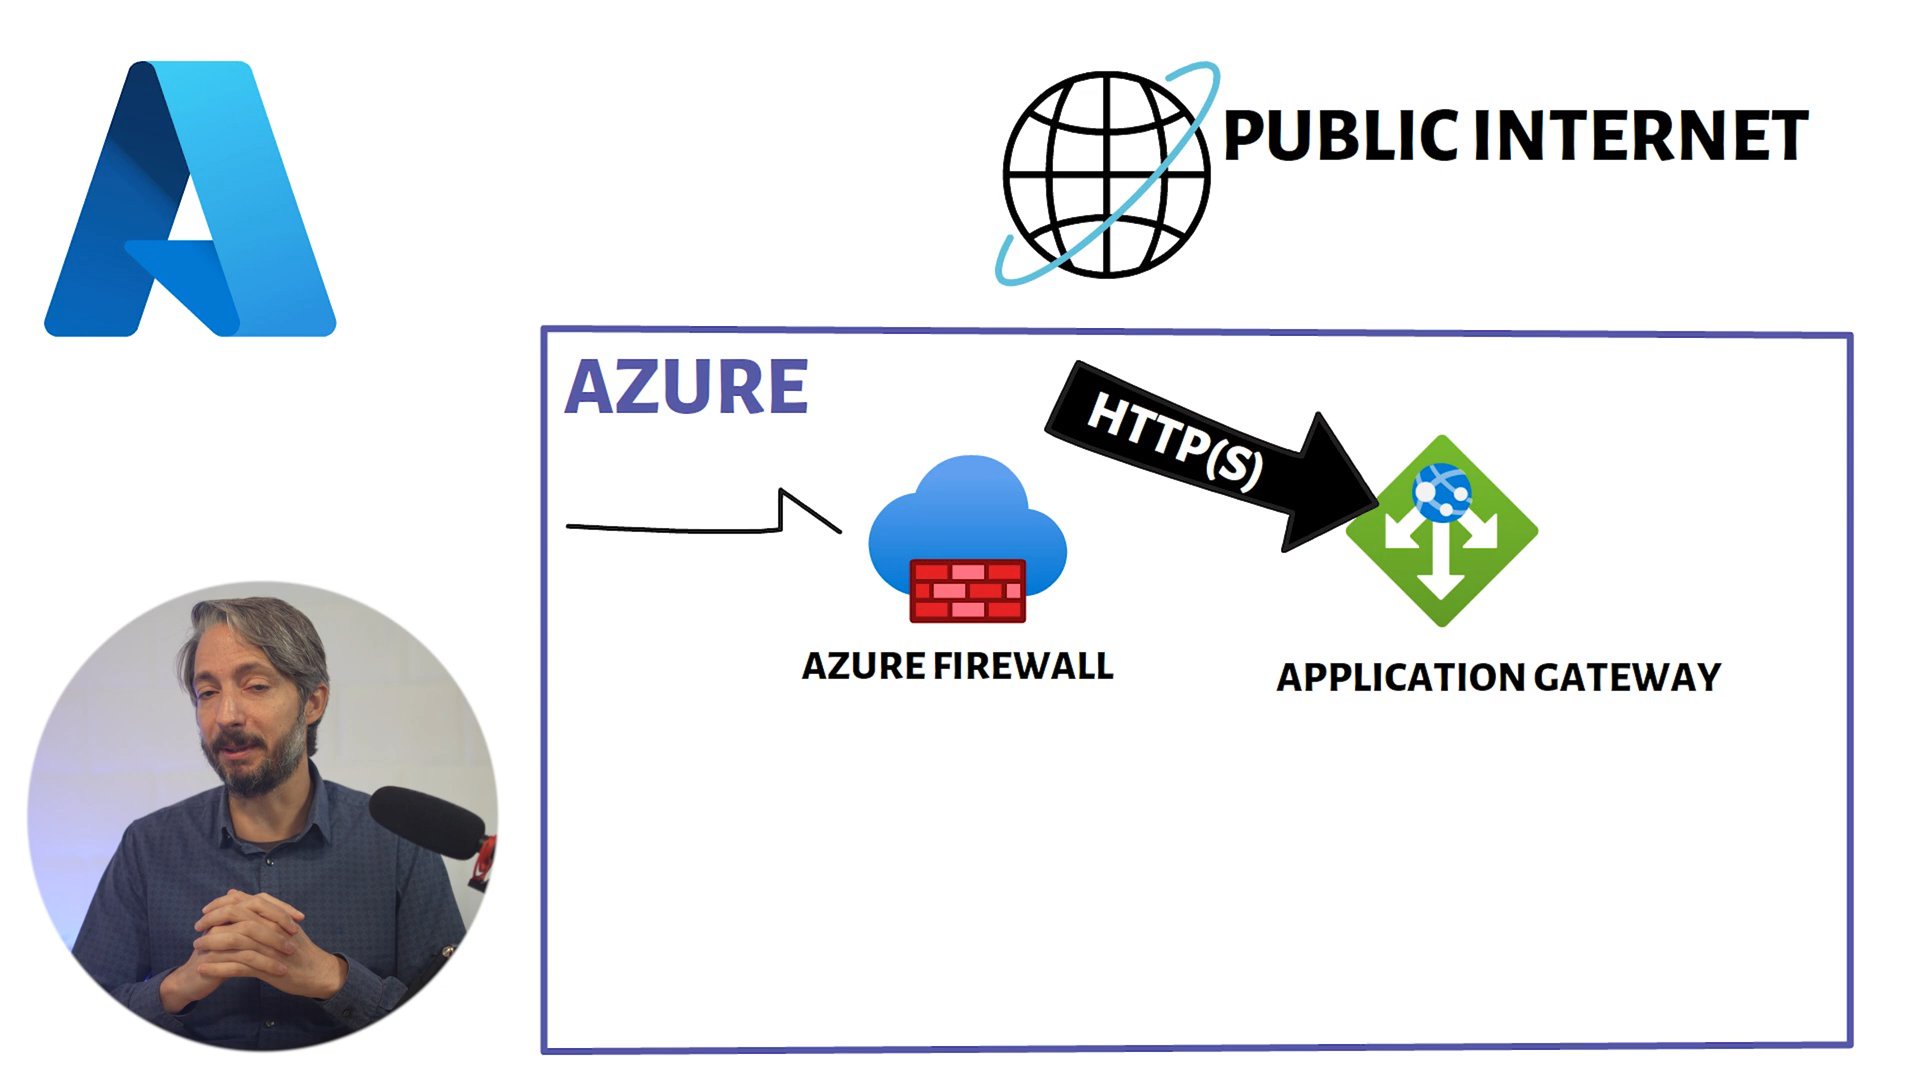 PUBLIC INTERNET
AZURE
HTTP(S)
AZURE FIREWALL
APPLICATION GATEWAY